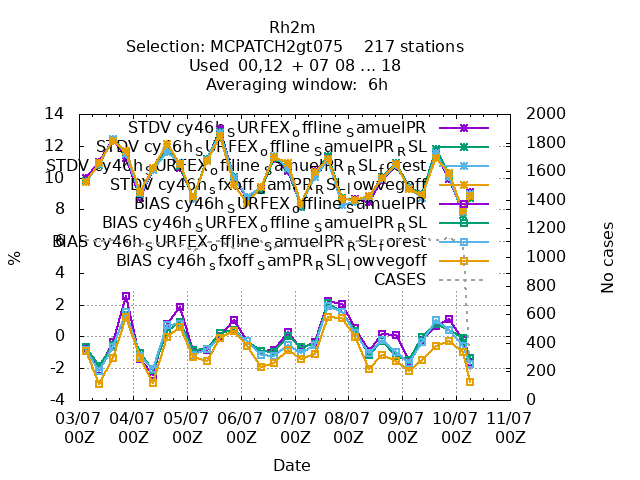 Rh2m
Selection: MCPATCH2gt075 217 stations
Used 00,12 + 07 08 ... 18
Averaging window: 6h
STDV cy46h_SURFEX_offline_SamuelPR
STDV cy46h_SURFEX_offline_SamuelPR_RSL
STDV cy46h_SURFEX_offline_SamuelPR_RSL_forest
STDV cy46h_sfxoff_SamPR_RSL_lowvegoff
BIAS cy46h_SURFEX_offline_SamuelPR
BIAS cy46h_SURFEX_offline_SamuelPR_RSL
BIAS cy46h_SURFEX_offline_SamuelPR_RSL_forest
BIAS cy46h_sfxoff_SamPR_RSL_lowvegoff
CASES
14
12
10
8
6
4
2
0
-2
-4
%
2000
1800
1600
1400
1200
1000
800
600
400
200
0
No cases
03/07 04/07 05/07 06/07 07/07 08/07 09/07 10/07 11/07
00Z 00Z 00Z 00Z 00Z 00Z 00Z 00Z 00Z
Date